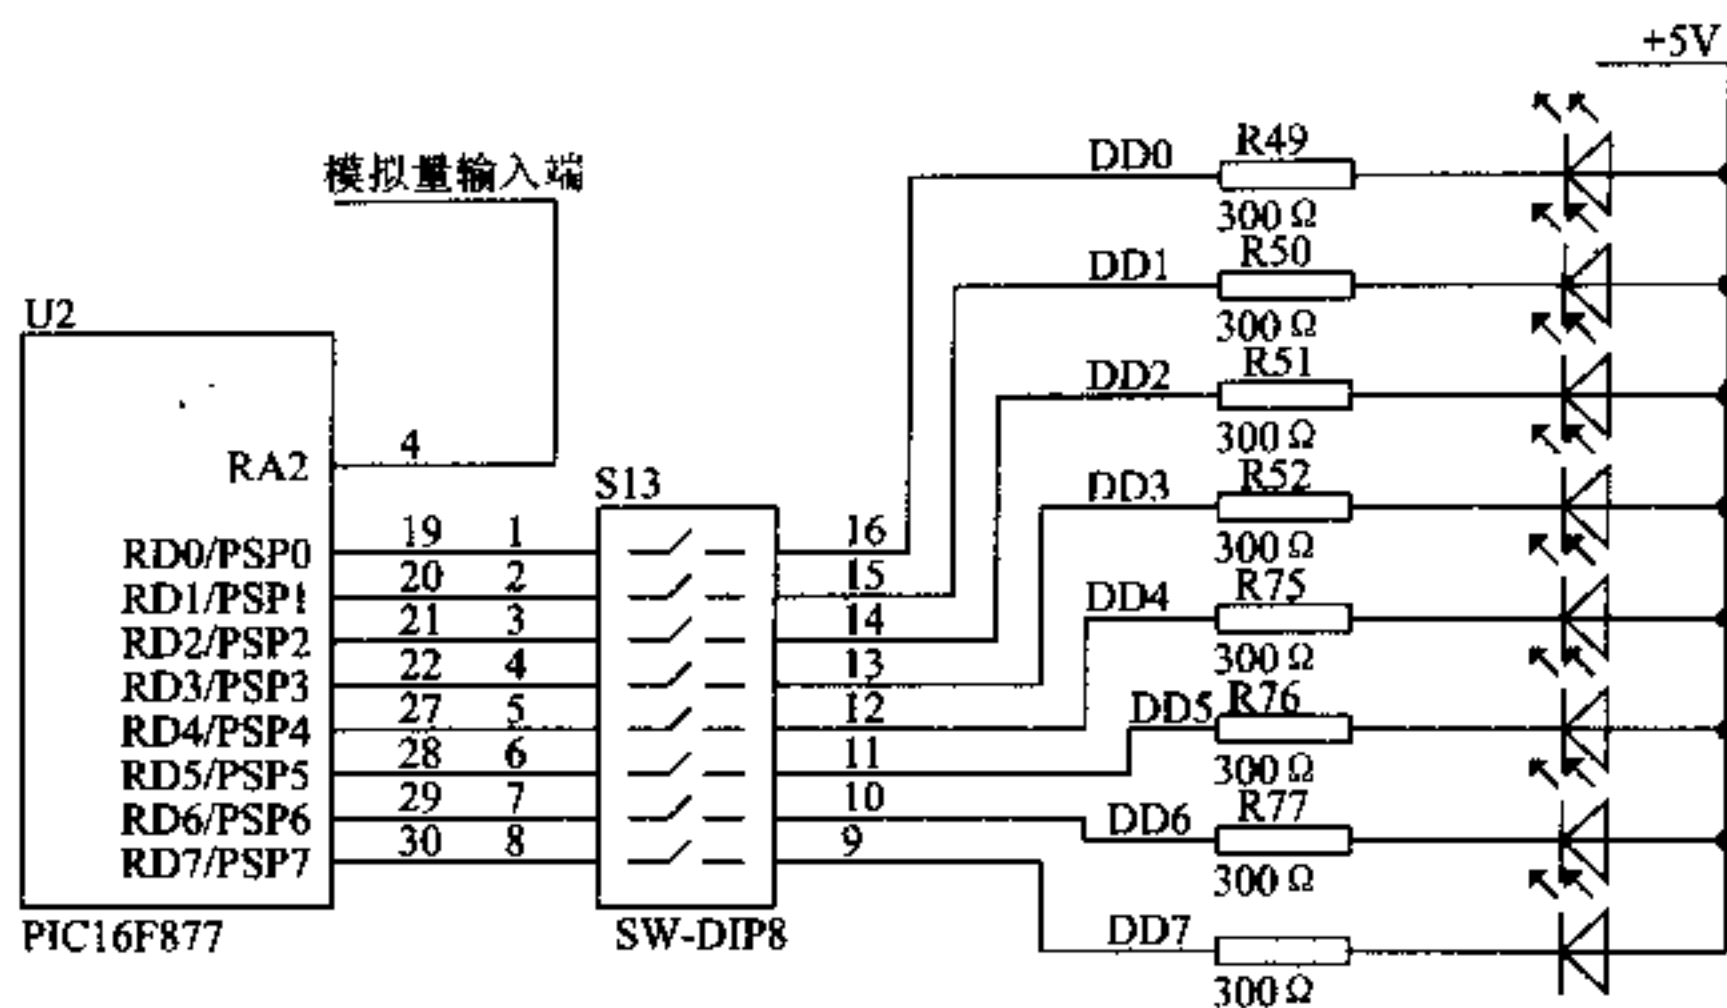 +5V
模拟量输入端
DD0
R49
300Ω
DD1
R50
300Ω
DD2
R51
300Ω
DD3
R52
300Ω
DD4
R75
300Ω
DD5
R76
300Ω
DD6
R77
300Ω
DD7
300Ω
U2
RA2
4
RD0/PSP0 19 1
RD1/PSP1 20 2
RD2/PSP2 21 3
RD3/PSP3 22 4
RD4/PSP4 27 5
RD5/PSP5 28 6
RD6/PSP6 29 7
RD7/PSP7 30 8
PIC16F877
S13
16
15
14
13
12
11
10
9
SW-DIP8